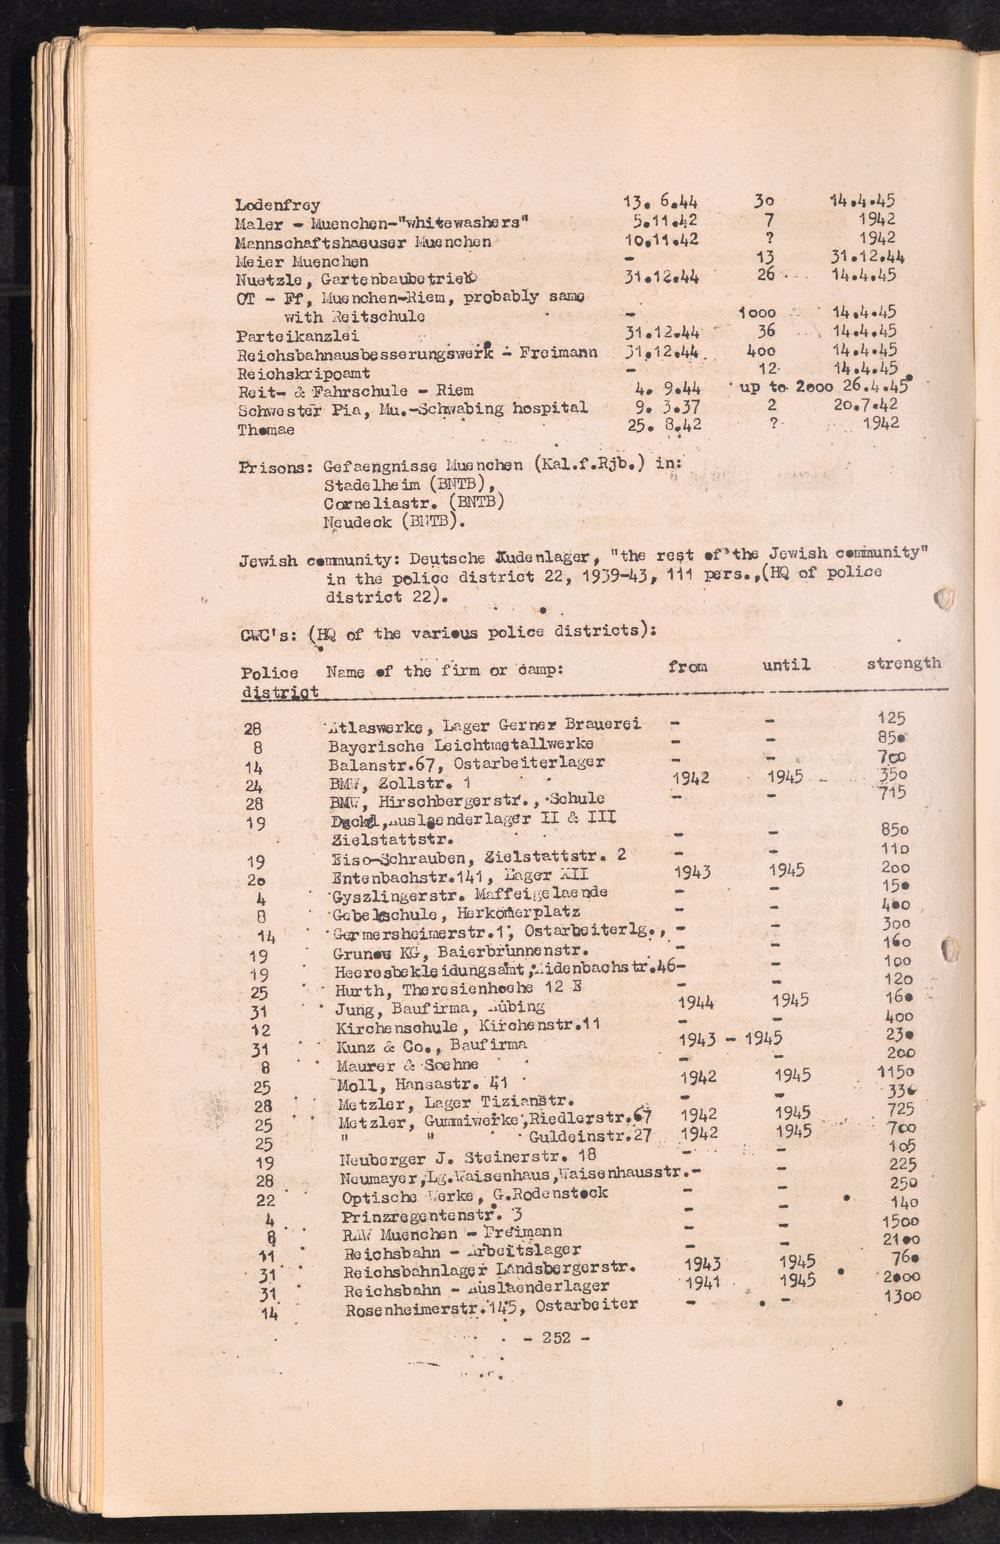 Lodenfrey 13. 6.44 30 14.4.45
Maler - Muenchen-"whitewashers" 5.11.42 7 1942
Mannschaftshaeuser Muenchen 10.11.42 ? 1942
Meier Muenchen - 13 31.12.44
Nuetzle, Gartenbaubetrieb 31.12.44 26 14.4.45
OT - Ff, Muenchen-Riem, probably same
with Reitschule - 1000 14.4.45
Parteikanzlei 31.12.44 36 14.4.45
Reichsbahnausbesserungswerk - Freimann 31.12.44 400 14.4.45
Reichskripoamt - 12 14.4.45
Reit- & Fahrschule - Riem 4. 9.44 up to 2000 26.4.45
Schwester Pia, Mu.-Schwabing hospital 9. 3.37 2 20.7.42
Thomae 25. 8.42 ? 1942
Prisons: Gefaengnisse Muenchen (Kal.f.Rjb.) in:
Stadelheim (BNTB),
Corneliastr. (BNTB)
Neudeck (BNTB).
Jewish community: Deutsche Judenlager, "the rest of the Jewish community"
in the police district 22, 1939-43, 111 pers.,(HQ of police
district 22).
CWC's: (HQ of the various police districts):
Police Name of the firm or camp: from until strength
district
28 Atlaswerke, Lager Gerner Brauerei - - 125
8 Bayerische Leichtmetallwerke - - 850
14 Balanstr.67, Ostarbeiterlager - - 700
24 BMW, Zollstr. 1 1942 1945 350
28 BMW, Hirschbergerstr., Schule - - 715
19 Deckel,Auslaenderlager II & III
Zielstattstr. - - 850
19 Eiso-Schrauben, Zielstattstr. 2 - - 110
20 Entenbachstr.141, Lager XII 1943 1945 200
4 Gyszlingerstr. Maffeigelaende - - 150
8 Gebeleschule, Herkomerplatz - - 400
14 Germersheimerstr.1, Ostarbeiterlg., - - 300
19 Grunow KG, Baierbrunnenstr. - - 160
19 Heeresbekleidungsamt,Aidenbachstr.46- - 100
25 Hurth, Theresienhoehe 12 E - - 120
31 Jung, Baufirma, Aubing 1944 1945 160
12 Kirchenschule, Kirchenstr.11 - - 400
31 Kunz & Co., Baufirma 1943 - 1945 230
8 Maurer & Soehne - - 200
25 Moll, Hansastr. 41 1942 1945 1150
28 Metzler, Lager Tizianstr. - - 336
25 Metzler, Gummiwerke,Riedlerstr.67 1942 1945 725
25 " " Guldeinstr.27 1942 1945 700
19 Neuberger J. Steinerstr. 18 - - 105
28 Neumayer,Lg.Waisenhaus,Waisenhausstr.- - 225
22 Optische Werke, G.Rodenstock - - 250
4 Prinzregentenstr. 3 - - 140
8 RAW Muenchen - Freimann - - 1500
11 Reichsbahn - Arbeitslager - - 2100
31 Reichsbahnlager Landsbergerstr. 1943 1945 760
31 Reichsbahn - Auslaenderlager 1941 1945 2000
14 Rosenheimerstr.145, Ostarbeiter - - 1300
- 252 -